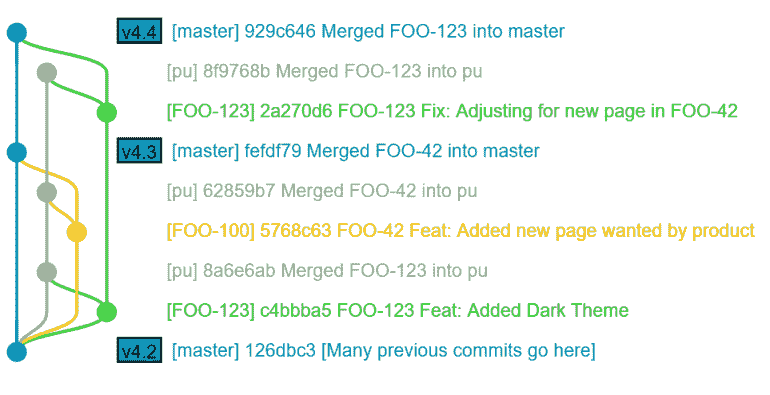 v4.4 [master] 929c646 Merged FOO-123 into master
[pu] 8f9768b Merged FOO-123 into pu
[FOO-123] 2a270d6 FOO-123 Fix: Adjusting for new page in FOO-42
v4.3 [master] fefdf79 Merged FOO-42 into master
[pu] 62859b7 Merged FOO-42 into pu
[FOO-100] 5768c63 FOO-42 Feat: Added new page wanted by product
[pu] 8a6e6ab Merged FOO-123 into pu
[FOO-123] c4bbba5 FOO-123 Feat: Added Dark Theme
v4.2 [master] 126dbc3 [Many previous commits go here]